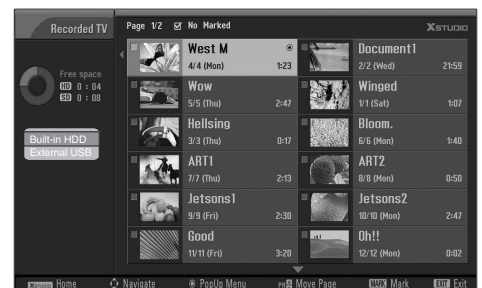 Recorded TV
Page 1/2 No Marked
XSTUDIO
Free space
HD 0 : 04
SD 0 : 08
Built-in HDD
External USB
West M
4/4 (Mon) 1:23
Document1
2/2 (Wed) 21:59
Wow
5/5 (Thu) 2:47
Winged
1/1 (Sat) 1:07
Hellsing
3/3 (Thu) 0:17
Bloom.
6/6 (Mon) 1:40
ART1
7/7 (Thu) 2:13
ART2
8/8 (Mon) 0:50
Jetsons1
9/9 (Fri) 2:30
Jetsons2
10/10 (Mon) 2:47
Good
11/11 (Fri) 3:20
Oh!!
12/12 (Mon) 0:02
XSTUDIO Home Navigate PopUp Menu PR Move Page MARK Mark EXIT Exit